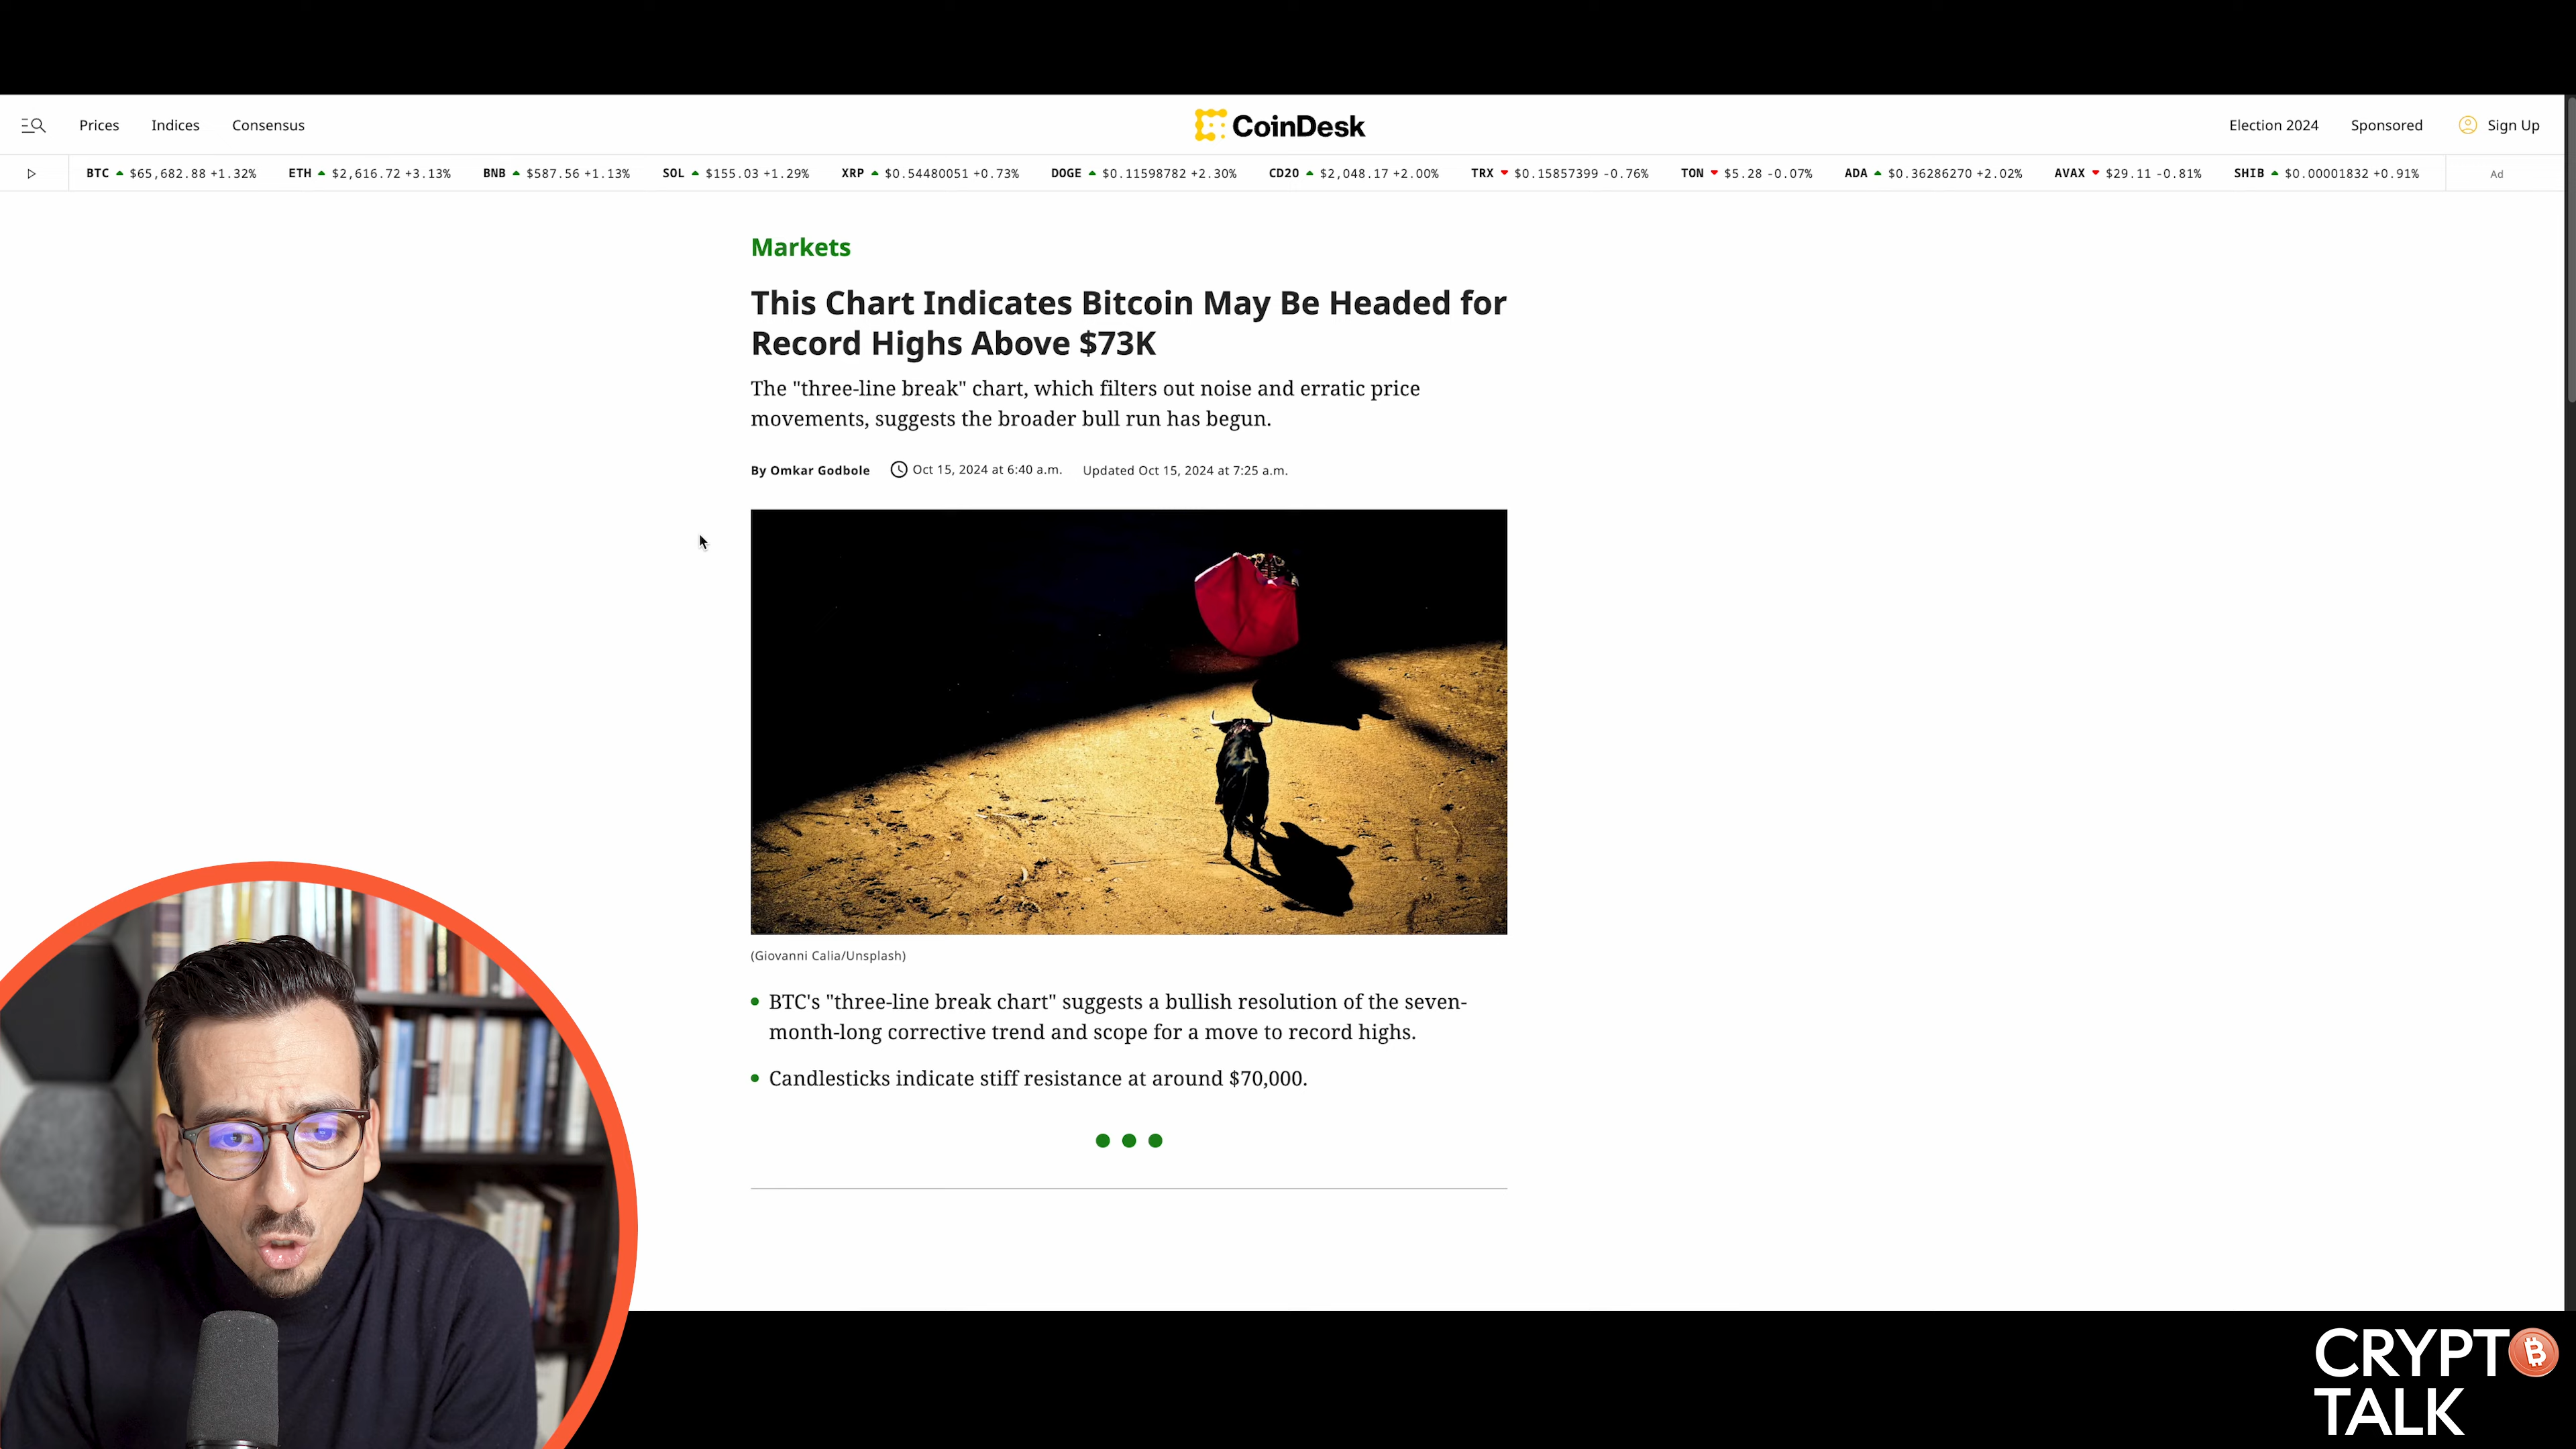 Prices Indices Consensus CoinDesk Election 2024 Sponsored Sign Up
BTC $65,682.88 +1.32% ETH $2,616.72 +3.13% BNB $587.56 +1.13% SOL $155.03 +1.29% XRP $0.54480051 +0.73% DOGE $0.11598782 +2.30% CD20 $2,048.17 +2.00% TRX $0.15857399 -0.76% TON $5.28 -0.07% ADA $0.36286270 +2.02% AVAX $29.11 -0.81% SHIB $0.00001832 +0.91% Ad
Markets
This Chart Indicates Bitcoin May Be Headed for
Record Highs Above $73K
The "three-line break" chart, which filters out noise and erratic price
movements, suggests the broader bull run has begun.
By Omkar Godbole Oct 15, 2024 at 6:40 a.m. Updated Oct 15, 2024 at 7:25 a.m.
(Giovanni Calia/Unsplash)
BTC's "three-line break chart" suggests a bullish resolution of the seven-
month-long corrective trend and scope for a move to record highs.
Candlesticks indicate stiff resistance at around $70,000.
CRYPTO
TALK